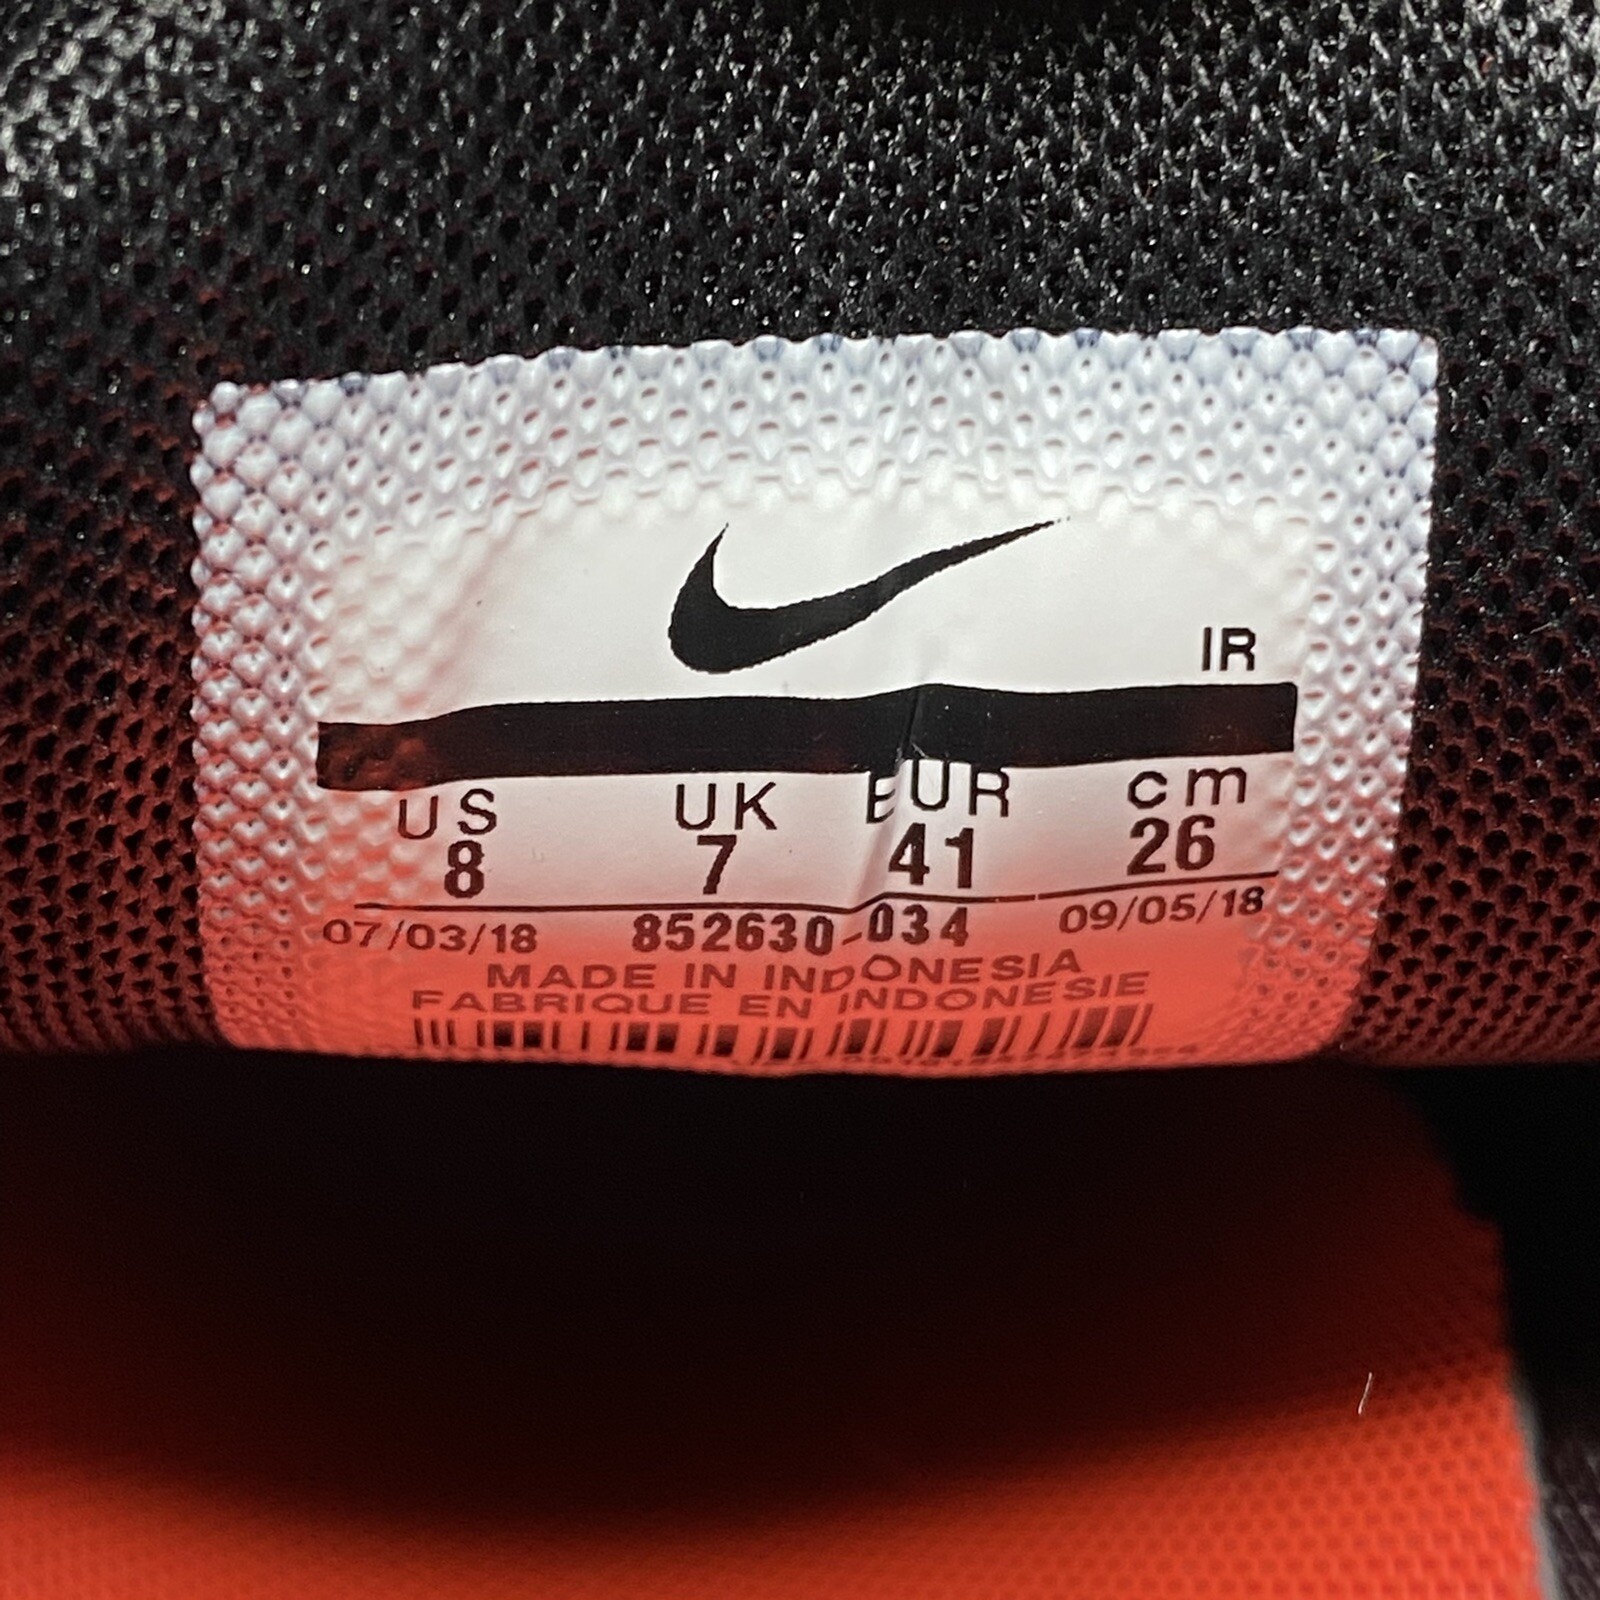 IR
US UK EUR cm
8 7 41 26
07/03/18 852630-034 09/05/18
MADE IN INDONESIA
FABRIQUE EN INDONESIE